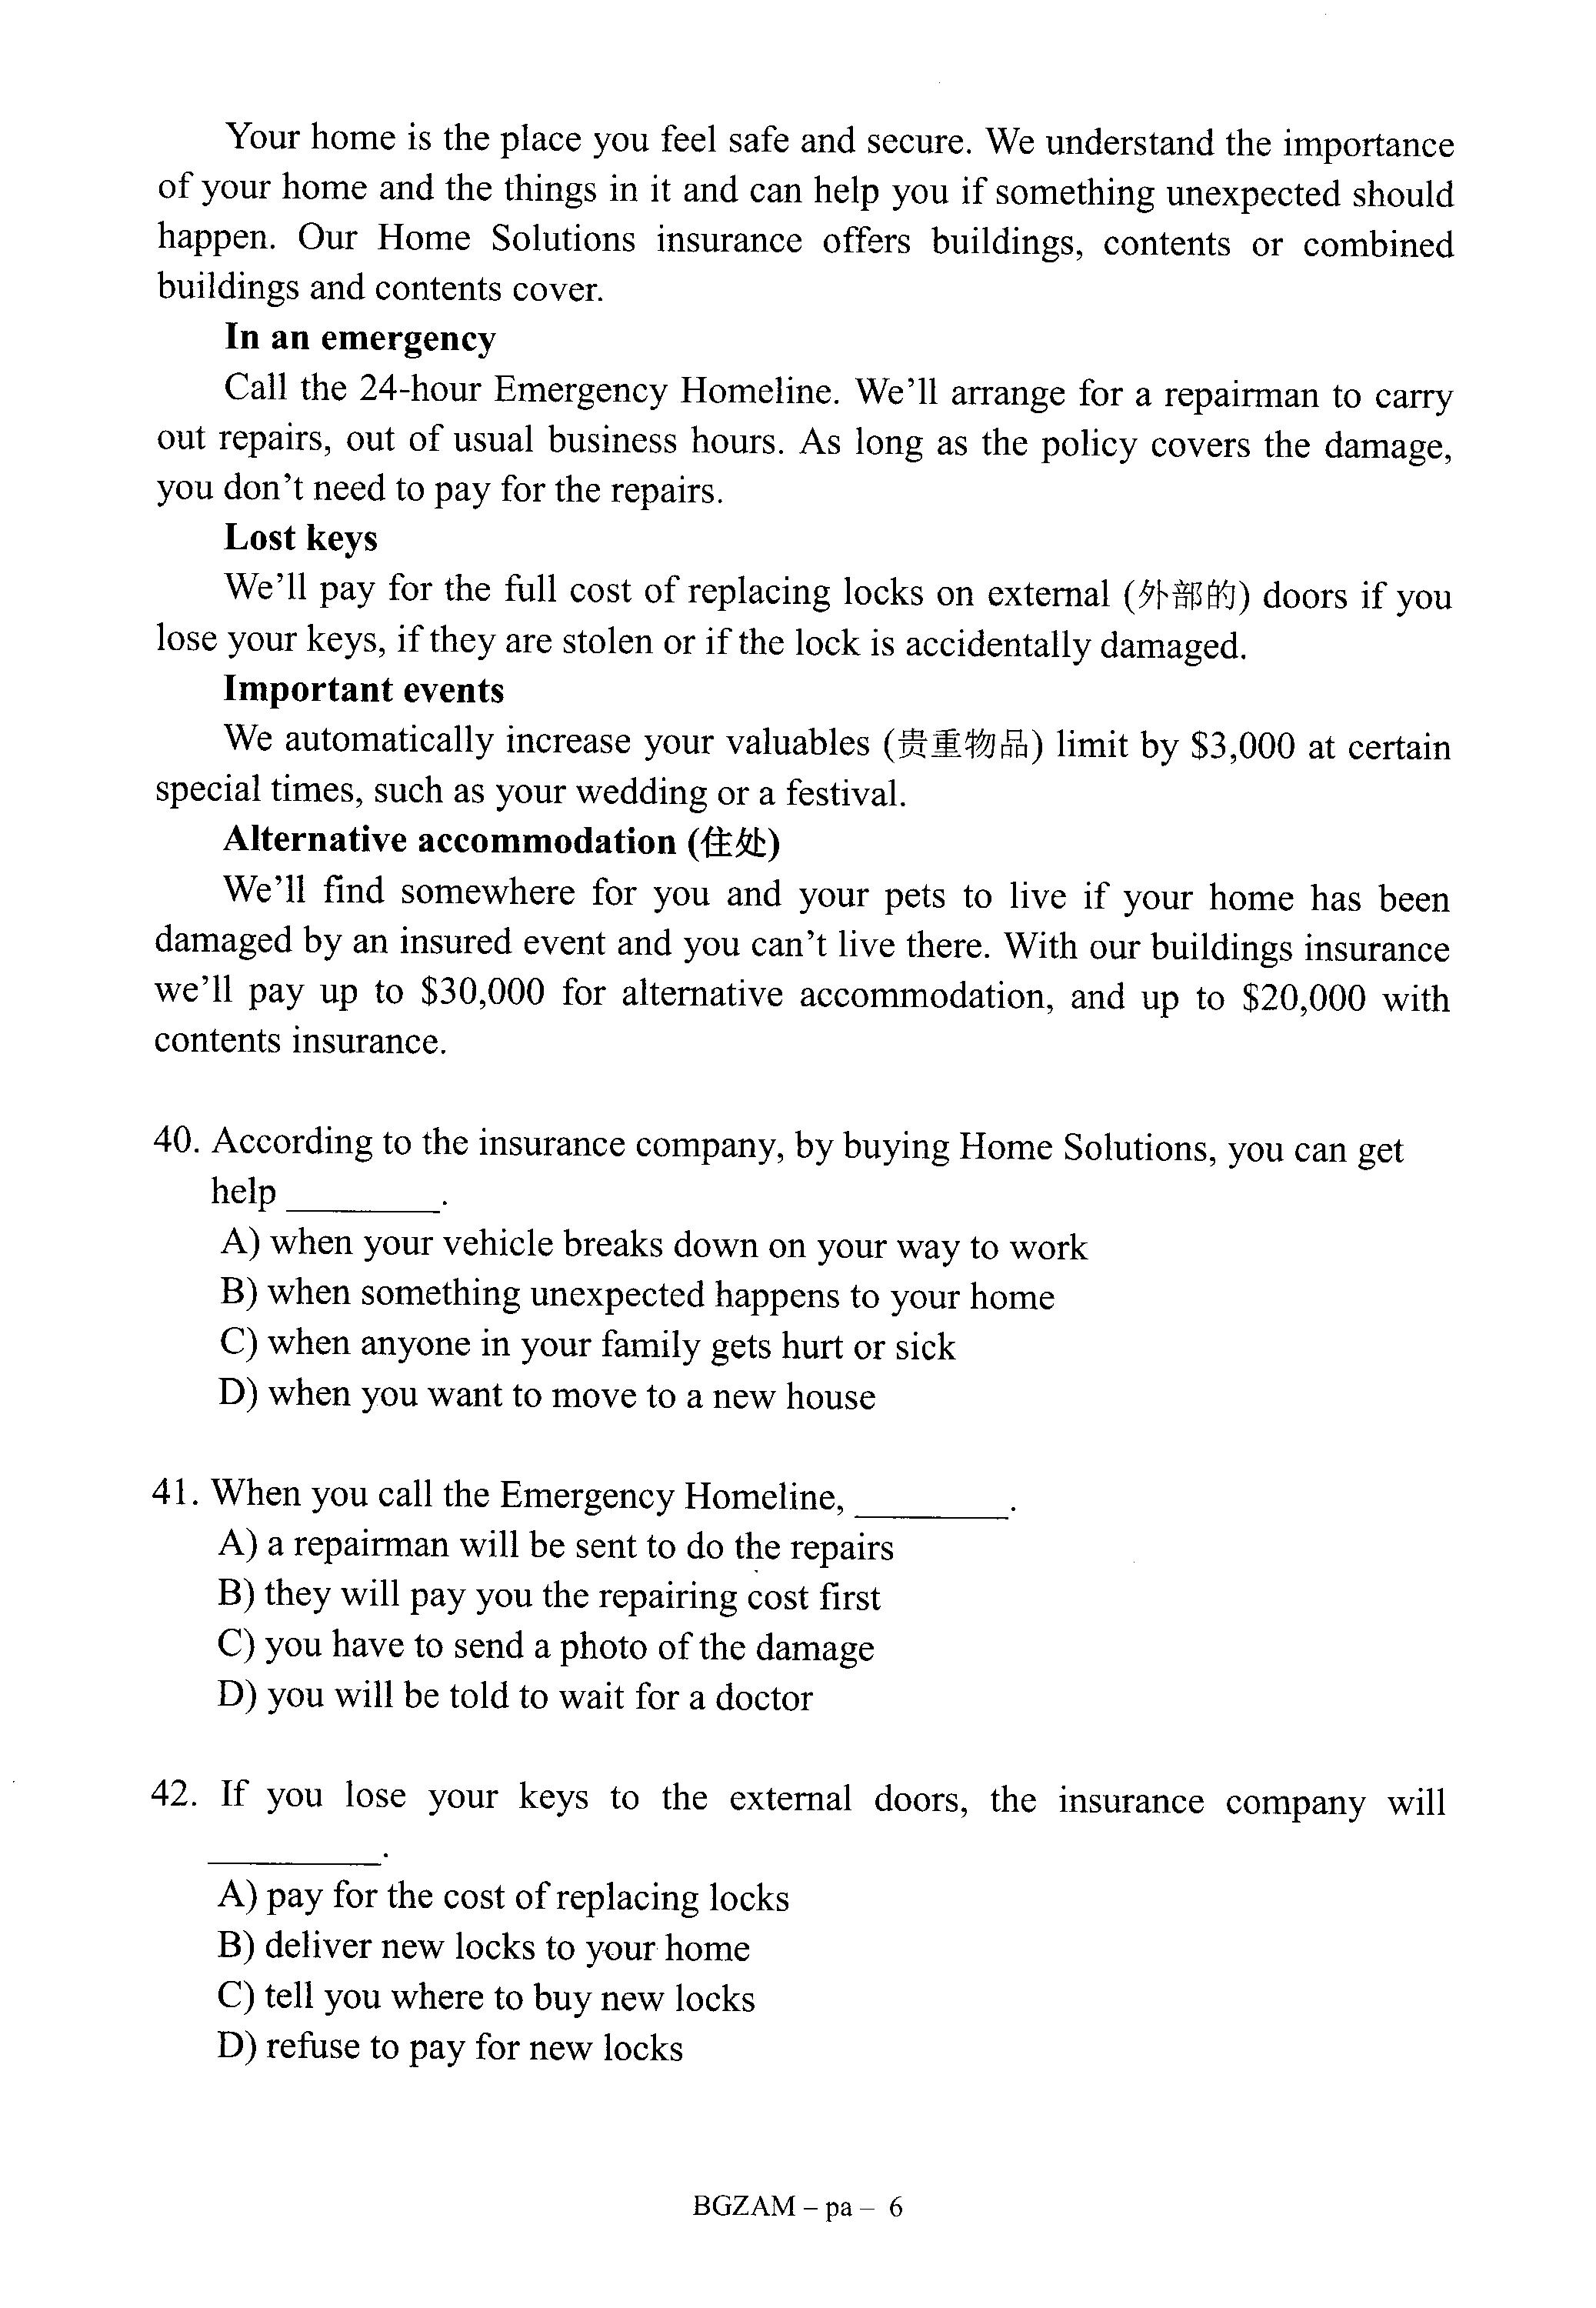 Your home is the place you feel safe and secure. We understand the importance
of your home and the things in it and can help you if something unexpected should
happen. Our Home Solutions insurance offers buildings, contents or combined
buildings and contents cover.
In an emergency
Call the 24-hour Emergency Homeline. We'll arrange for a repairman to carry
out repairs, out of usual business hours. As long as the policy covers the damage,
you don't need to pay for the repairs.
Lost keys
We'll pay for the full cost of replacing locks on external (外部的) doors if you
lose your keys, if they are stolen or if the lock is accidentally damaged.
Important events
We automatically increase your valuables (贵重物品) limit by $3,000 at certain
special times, such as your wedding or a festival.
Alternative accommodation (住处)
We'll find somewhere for you and your pets to live if your home has been
damaged by an insured event and you can't live there. With our buildings insurance
we'll pay up to $30,000 for alternative accommodation, and up to $20,000 with
contents insurance.
40. According to the insurance company, by buying Home Solutions, you can get
help ________.
A) when your vehicle breaks down on your way to work
B) when something unexpected happens to your home
C) when anyone in your family gets hurt or sick
D) when you want to move to a new house
41. When you call the Emergency Homeline, ________.
A) a repairman will be sent to do the repairs
B) they will pay you the repairing cost first
C) you have to send a photo of the damage
D) you will be told to wait for a doctor
42. If you lose your keys to the external doors, the insurance company will
________.
A) pay for the cost of replacing locks
B) deliver new locks to your home
C) tell you where to buy new locks
D) refuse to pay for new locks
BGZAM – pa – 6